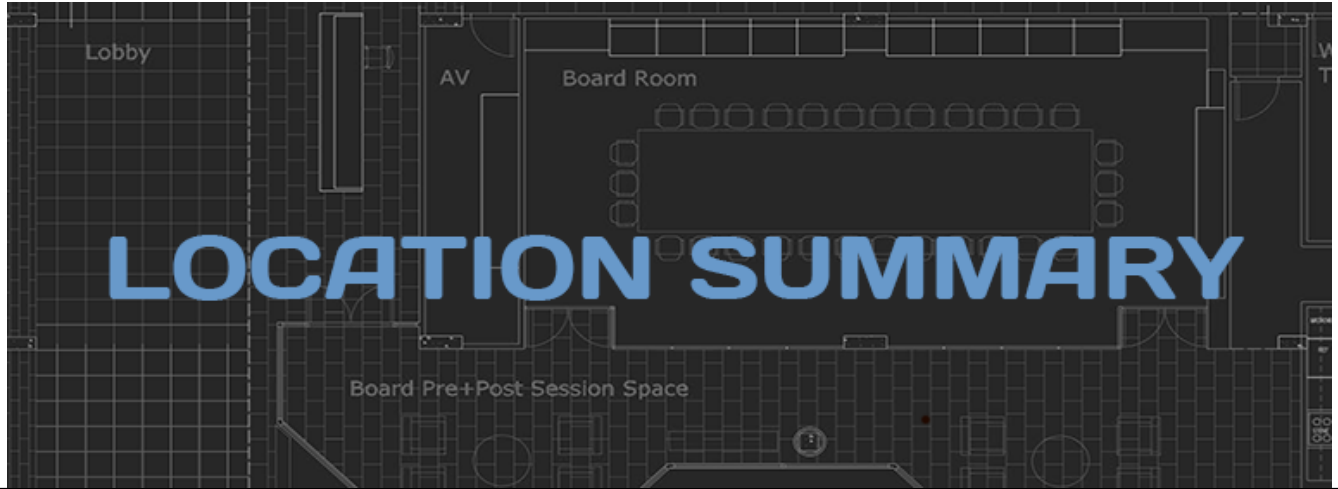 Lobby
AV
Board Room
W
T
LOCATION SUMMARY
Board Pre+Post Session Space